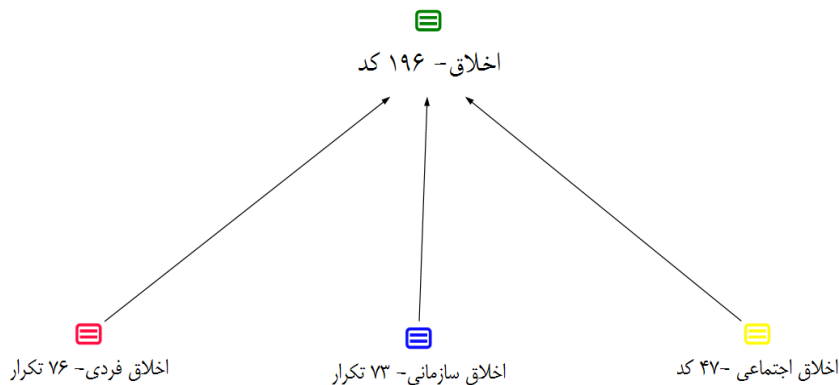 اخلاق- ۱۹۶ کد
اخلاق اجتماعی -۴۷ کد
اخلاق سازمانی- ۷۳ تکرار
اخلاق فردی- ۷۶ تکرار